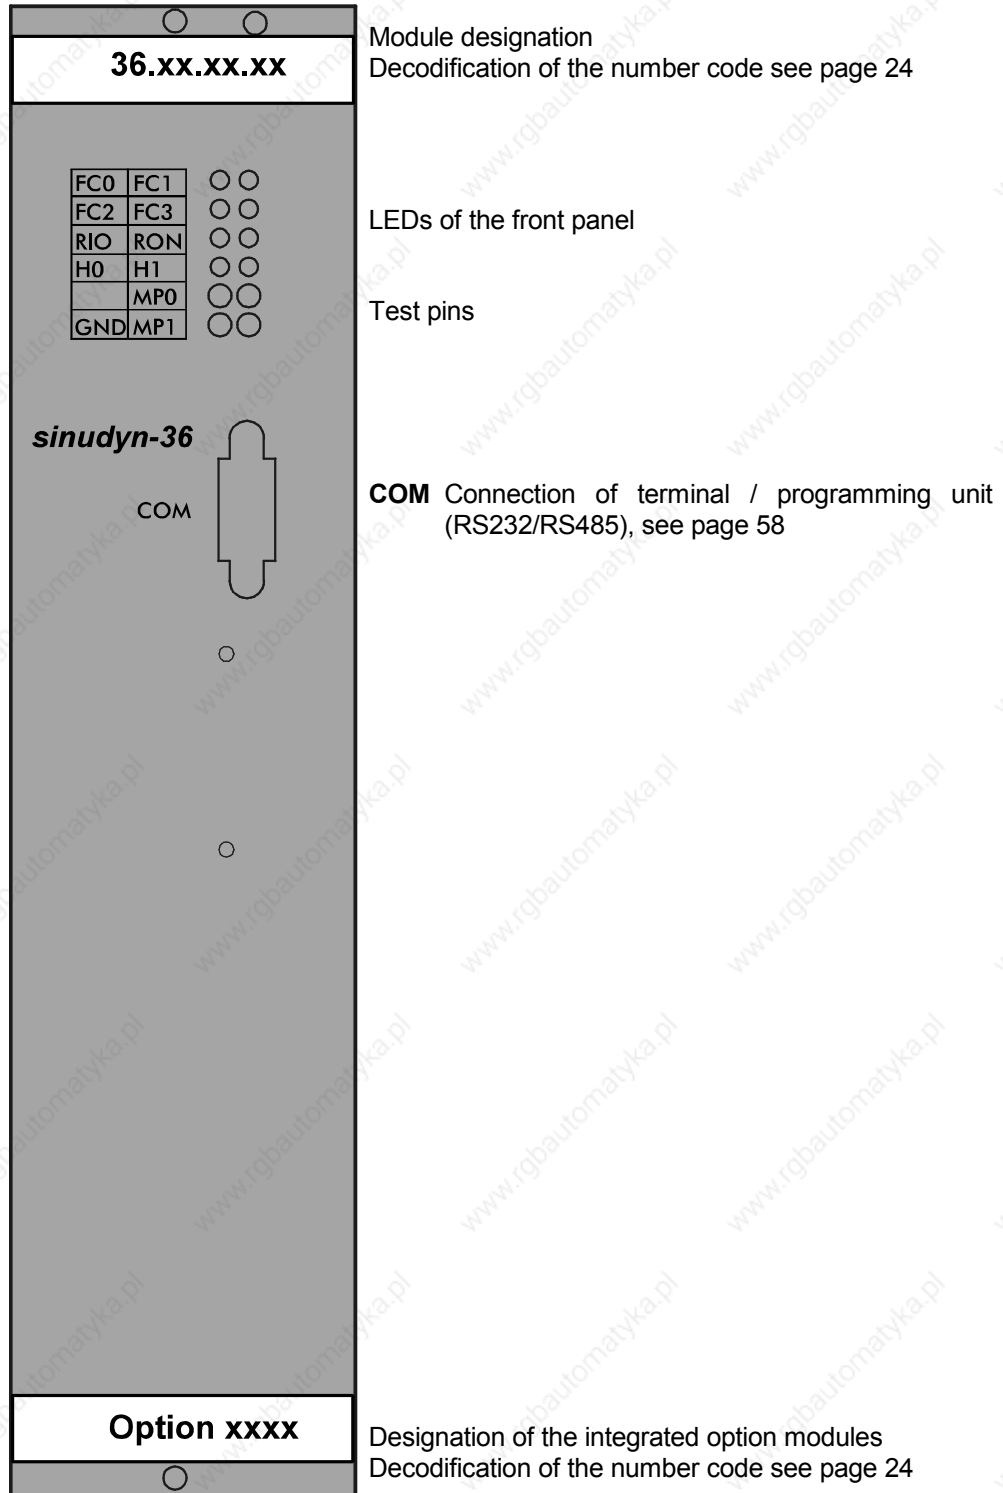 36.xx.xx.xx
Module designation
Decodification of the number code see page 24
FC0 FC1
FC2 FC3
RIO RON
H0 H1
MP0
GND MP1
LEDs of the front panel
Test pins
sinudyn-36
COM
COM Connection of terminal / programming unit
(RS232/RS485), see page 58
Option xxxx
Designation of the integrated option modules
Decodification of the number code see page 24
www.rgbautomatyka.pl